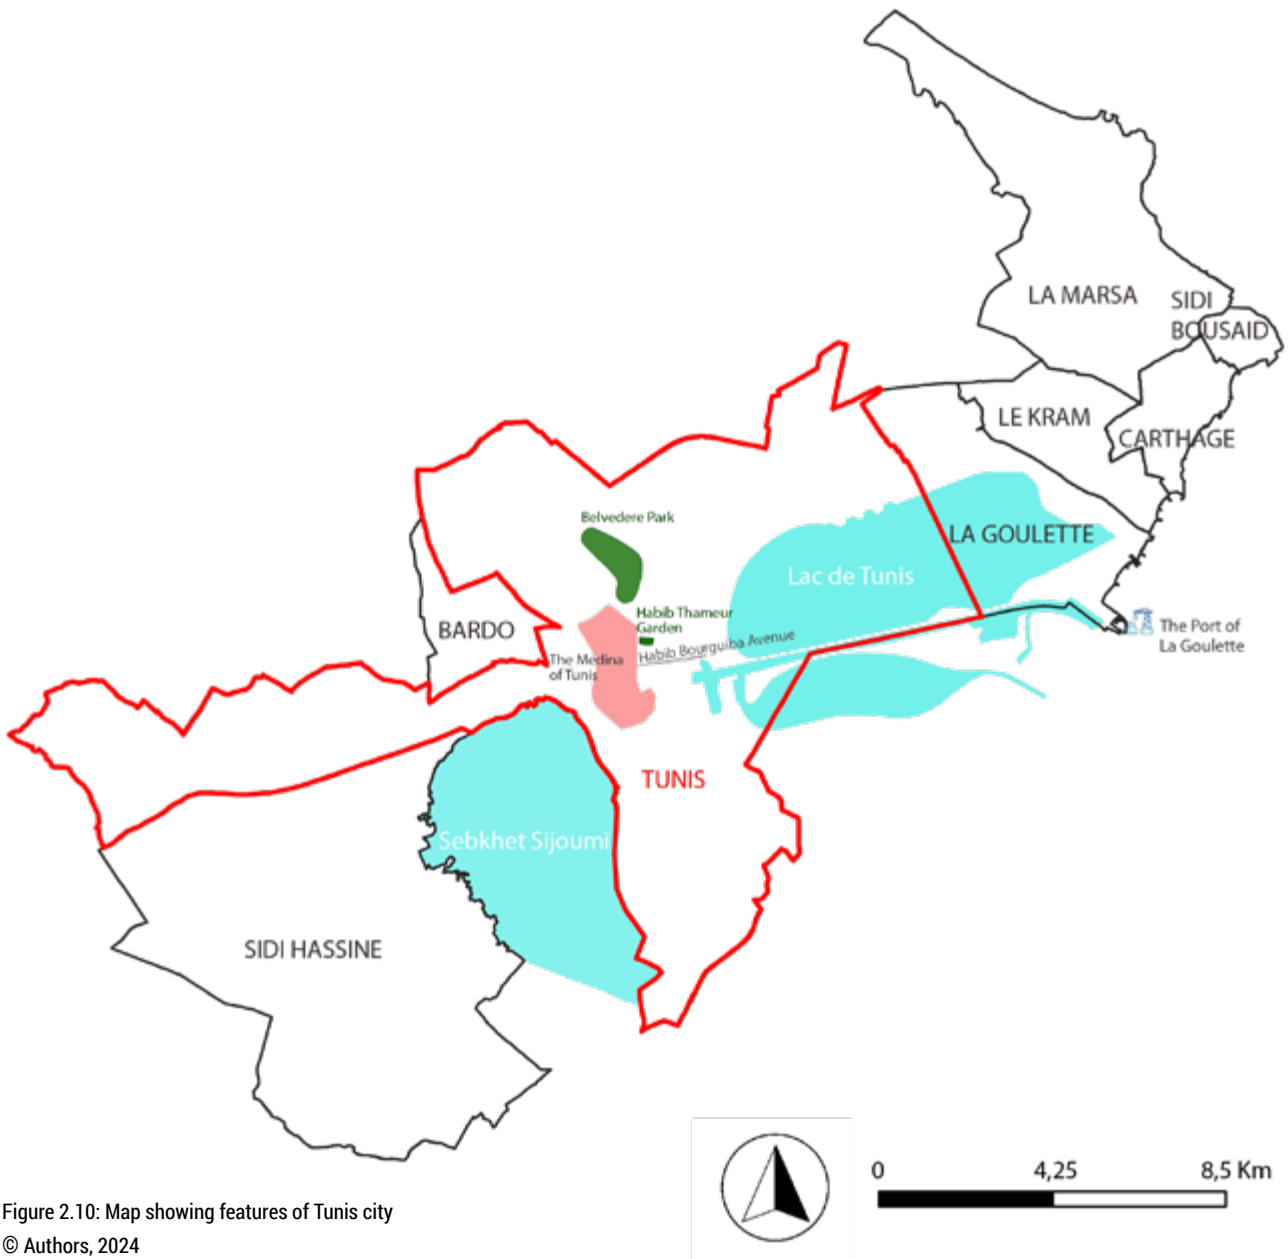 LA MARSA
SIDI
BOUSAID
LE KRAM
CARTHAGE
Belvedere Park
LA GOULETTE
Lac de Tunis
Habib Thameur
Garden
BARDO
Habib Bourguiba Avenue
The Port of
La Goulette
The Medina
of Tunis
TUNIS
Sebkhet Sijoumi
SIDI HASSINE
0 4,25 8,5 Km
Figure 2.10: Map showing features of Tunis city
© Authors, 2024